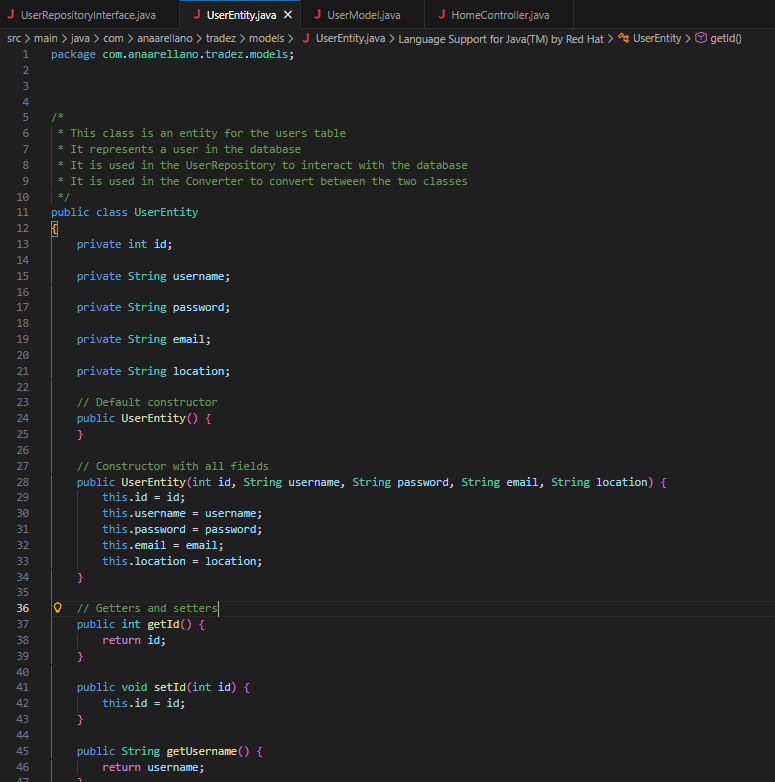 UserRepositoryInterface.java UserEntity.java UserModel.java HomeController.java
src > main > java > com > anaarellano > tradez > models > UserEntity.java > Language Support for Java(TM) by Red Hat > UserEntity > getId()
1 package com.anaarellano.tradez.models;
2
3
4
5 /*
6 * This class is an entity for the users table
7 * It represents a user in the database
8 * It is used in the UserRepository to interact with the database
9 * It is used in the Converter to convert between the two classes
10 */
11 public class UserEntity
12 {
13 private int id;
14
15 private String username;
16
17 private String password;
18
19 private String email;
20
21 private String location;
22
23 // Default constructor
24 public UserEntity() {
25 }
26
27 // Constructor with all fields
28 public UserEntity(int id, String username, String password, String email, String location) {
29 this.id = id;
30 this.username = username;
31 this.password = password;
32 this.email = email;
33 this.location = location;
34 }
35
36 // Getters and setters
37 public int getId() {
38 return id;
39 }
40
41 public void setId(int id) {
42 this.id = id;
43 }
44
45 public String getUsername() {
46 return username;
47 }